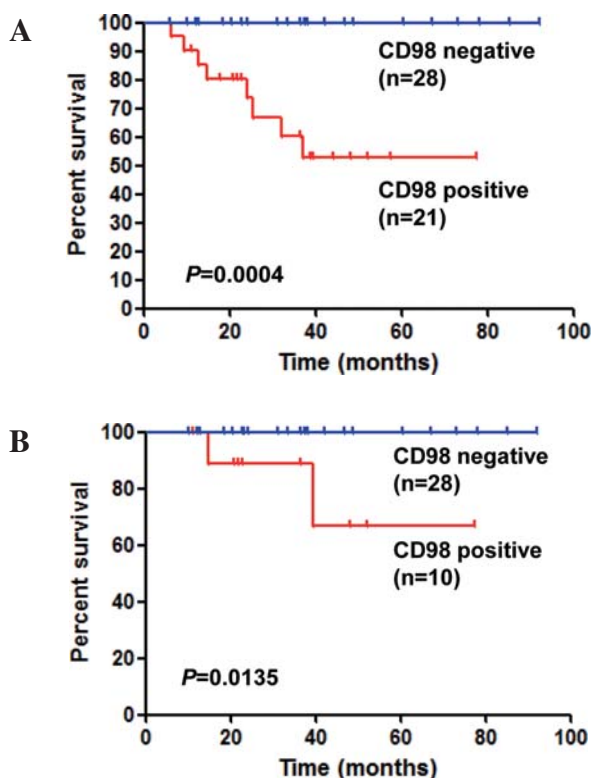 A
Percent survival
100
90
80
70
60
50
40
30
20
10
0
CD98 negative
(n=28)
CD98 positive
(n=21)
P=0.0004
0 20 40 60 80 100
Time (months)
B
Percent survival
100
80
60
40
20
0
CD98 negative
(n=28)
CD98 positive
(n=10)
P=0.0135
0 20 40 60 80 100
Time (months)